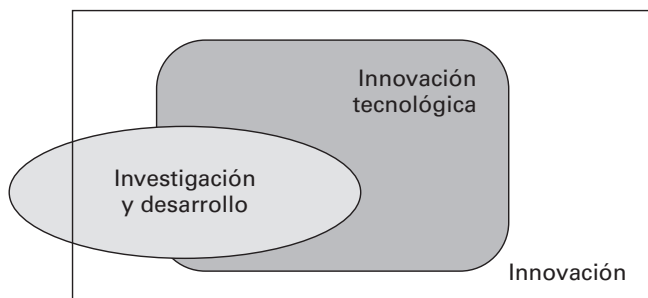 Innovación
tecnológica
Investigación
y desarrollo
Innovación